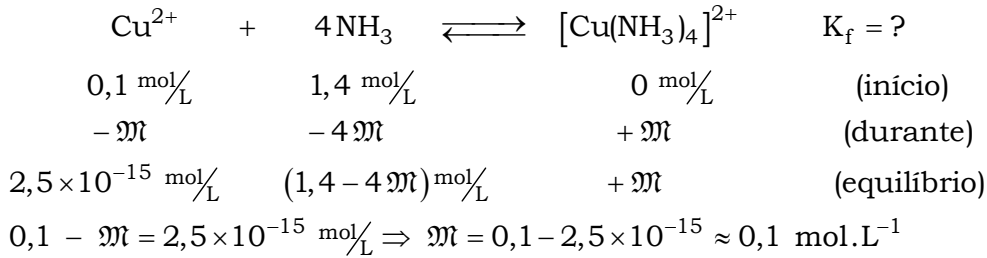 Cu²⁺ + 4 NH₃ ⇌ [Cu(NH₃)₄]²⁺ K_f = ?
0,1 mol/L 1,4 mol/L 0 mol/L (início)
− 𝔐 − 4 𝔐 + 𝔐 (durante)
2,5×10⁻¹⁵ mol/L (1,4 − 4 𝔐) mol/L + 𝔐 (equilíbrio)
0,1 − 𝔐 = 2,5×10⁻¹⁵ mol/L ⇒ 𝔐 = 0,1 − 2,5×10⁻¹⁵ ≈ 0,1 mol.L⁻¹